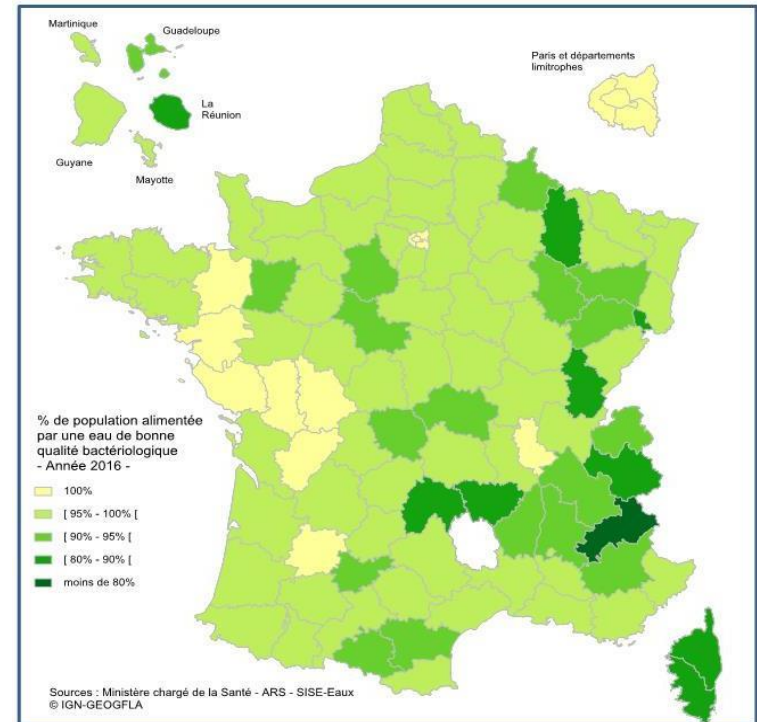 Martinique
Guadeloupe
La
Réunion
Guyane
Mayotte
Paris et départements
limitrophes
% de population alimentée
par une eau de bonne
qualité bactériologique
- Année 2016 -
100%
[ 95% - 100% [
[ 90% - 95% [
[ 80% - 90% [
moins de 80%
Sources : Ministère chargé de la Santé - ARS - SISE-Eaux
© IGN-GEOGFLA